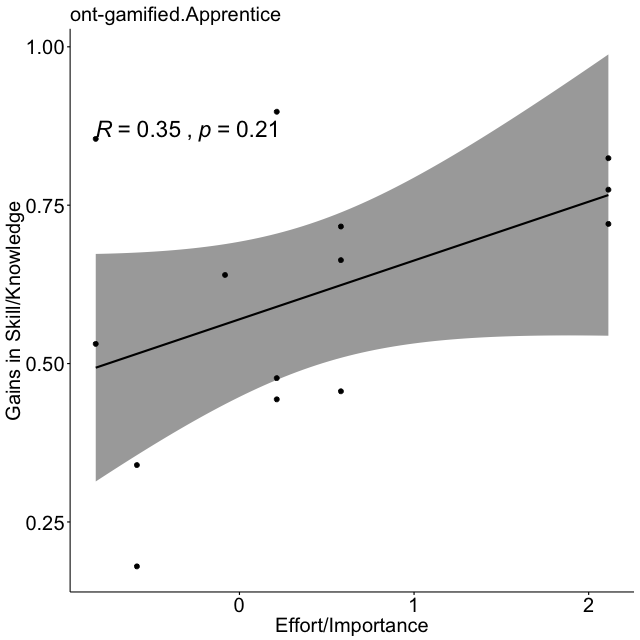 ont-gamified.Apprentice
1.00
R = 0.35 , p = 0.21
0.75
Gains in Skill/Knowledge
0.50
0.25
0 1 2
Effort/Importance